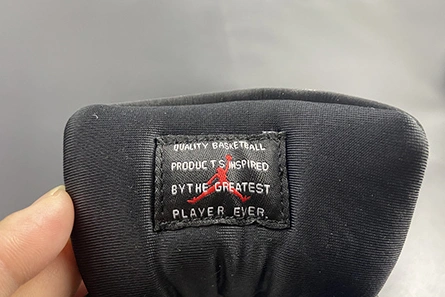 QUALITY BASKETBALL
PRODUCTS INSPIRED
BY THE GREATEST
PLAYER EVER.